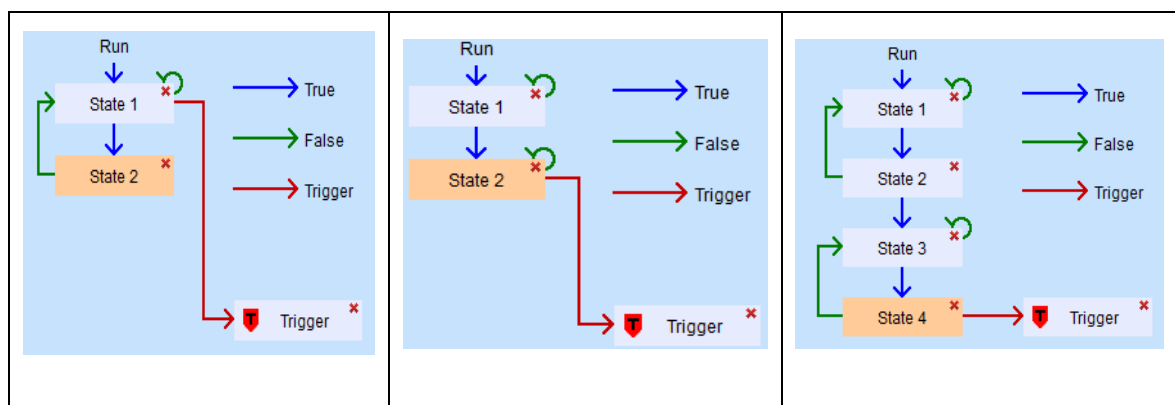 Run
State 1
True
False
State 2
Trigger
T
Trigger
Run
State 1
True
False
State 2
Trigger
T
Trigger
Run
State 1
True
False
State 2
Trigger
State 3
State 4
T
Trigger